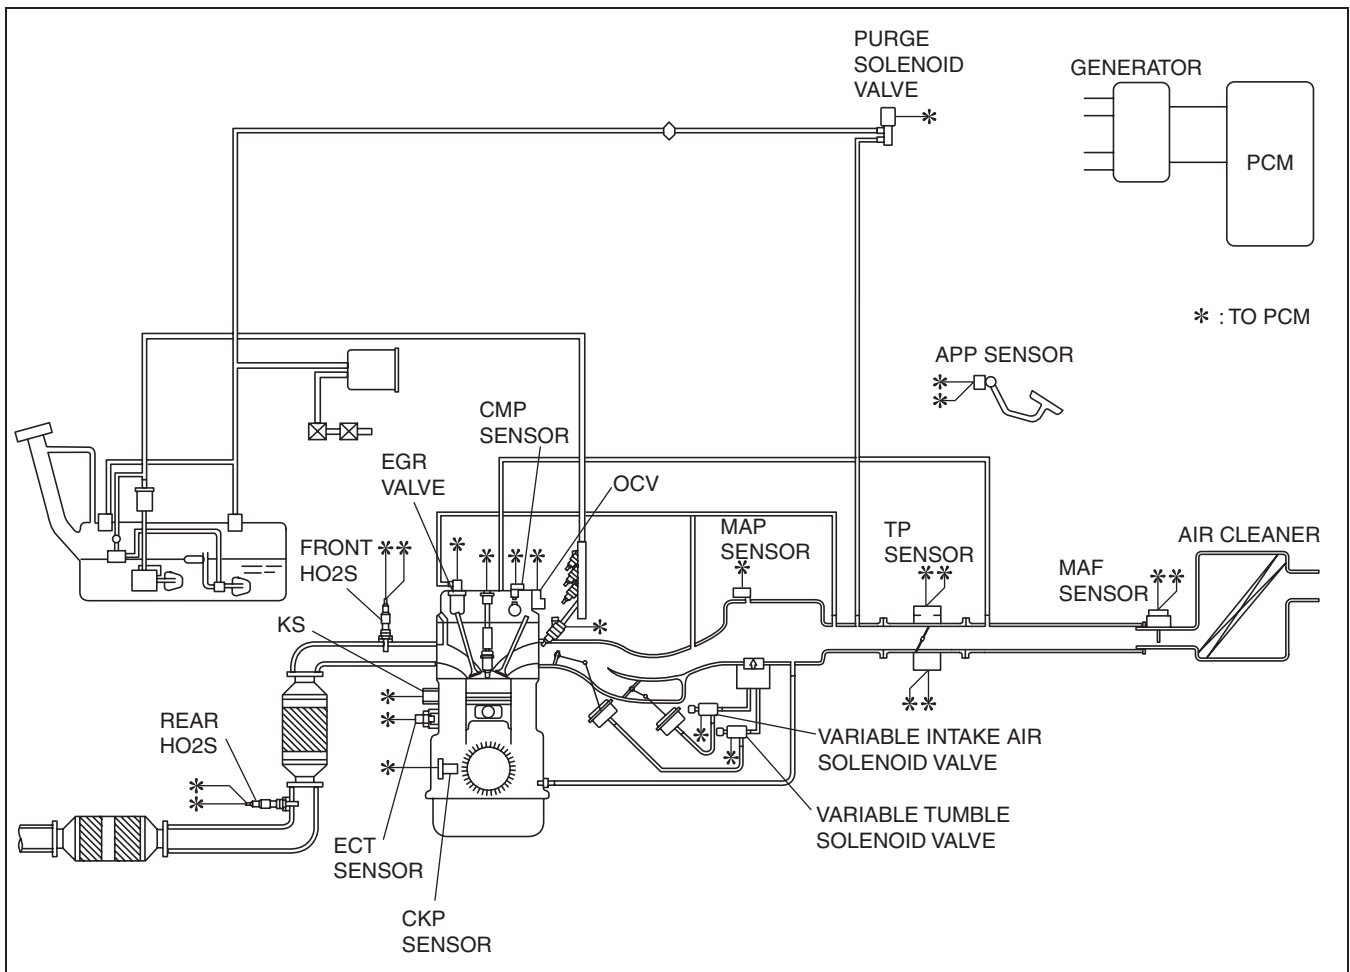 PURGE
SOLENOID
VALVE
GENERATOR
PCM
* : TO PCM
APP SENSOR
CMP
SENSOR
EGR
VALVE
OCV
FRONT
HO2S
MAP
SENSOR
TP
SENSOR
AIR CLEANER
MAF
SENSOR
KS
REAR
HO2S
VARIABLE INTAKE AIR
SOLENOID VALVE
VARIABLE TUMBLE
SOLENOID VALVE
ECT
SENSOR
CKP
SENSOR